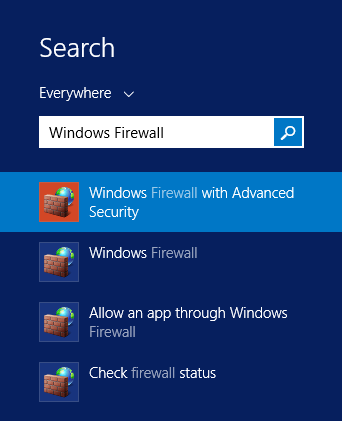 Search
Everywhere
Windows Firewall
Windows Firewall with Advanced
Security
Windows Firewall
Allow an app through Windows
Firewall
Check firewall status